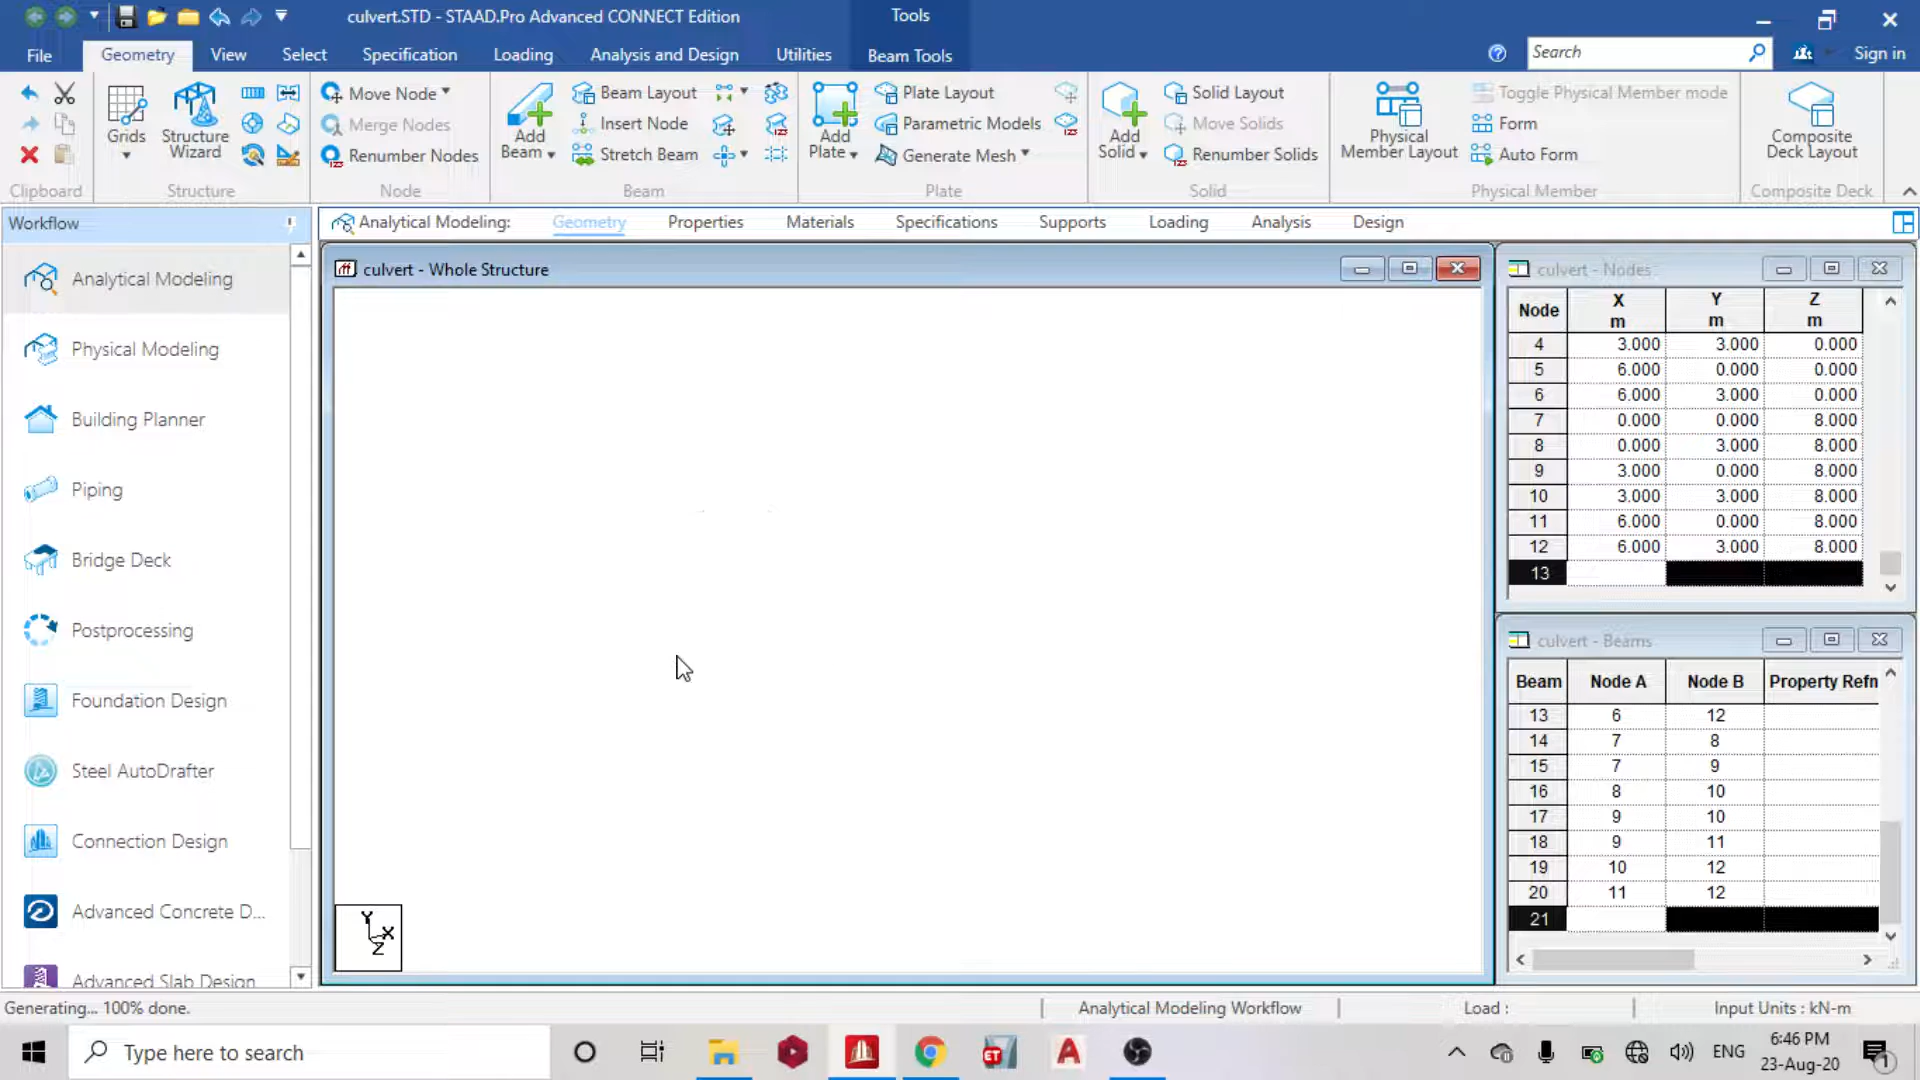 culvert.STD - STAAD.Pro Advanced CONNECT Edition
Tools
File
Geometry
View
Select
Specification
Loading
Analysis and Design
Utilities
Beam Tools
Search
Sign in
Grids
Structure
Wizard
Move Node
Merge Nodes
Renumber Nodes
Add
Beam
Beam Layout
Insert Node
Stretch Beam
Add
Plate
Plate Layout
Parametric Models
Generate Mesh
Add
Solid
Solid Layout
Move Solids
Renumber Solids
Physical
Member Layout
Toggle Physical Member mode
Form
Auto Form
Composite
Deck Layout
Clipboard
Structure
Node
Beam
Plate
Solid
Physical Member
Composite Deck
Workflow
Analytical Modeling:
Geometry
Properties
Materials
Specifications
Supports
Loading
Analysis
Design
Analytical Modeling
Physical Modeling
Building Planner
Piping
Bridge Deck
Postprocessing
Foundation Design
Steel AutoDrafter
Connection Design
Advanced Concrete D...
Advanced Slab Design
culvert - Whole Structure
Y
X
Z
culvert - Nodes
Node X m Y m Z m
4 3.000 3.000 0.000
5 6.000 0.000 0.000
6 6.000 3.000 0.000
7 0.000 0.000 8.000
8 0.000 3.000 8.000
9 3.000 0.000 8.000
10 3.000 3.000 8.000
11 6.000 0.000 8.000
12 6.000 3.000 8.000
13
culvert - Beams
Beam Node A Node B Property Refn
13 6 12
14 7 8
15 7 9
16 8 10
17 9 10
18 9 11
19 10 12
20 11 12
21
Generating... 100% done.
Analytical Modeling Workflow
Load :
Input Units : kN-m
Type here to search
ET
A
ENG
6:46 PM
23-Aug-20
1